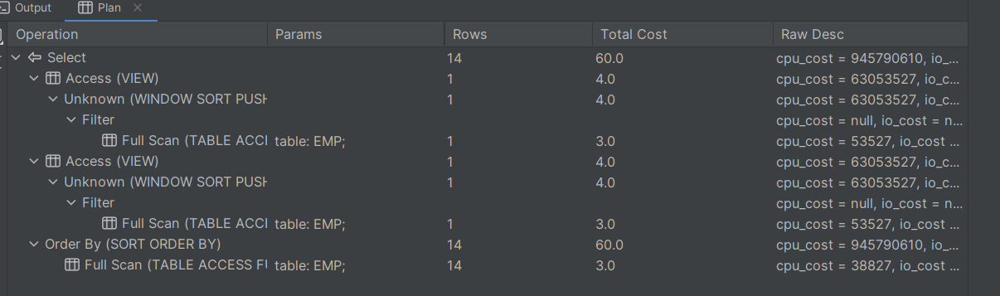 Output Plan
Operation Params Rows Total Cost Raw Desc
Select 14 60.0 cpu_cost = 945790610, io_...
Access (VIEW) 1 4.0 cpu_cost = 63053527, io_c...
Unknown (WINDOW SORT PUSH 1 4.0 cpu_cost = 63053527, io_c...
Filter cpu_cost = null, io_cost = n...
Full Scan (TABLE ACCE table: EMP; 1 3.0 cpu_cost = 53527, io_cost ...
Access (VIEW) 1 4.0 cpu_cost = 63053527, io_c...
Unknown (WINDOW SORT PUSH 1 4.0 cpu_cost = 63053527, io_c...
Filter cpu_cost = null, io_cost = n...
Full Scan (TABLE ACCE table: EMP; 1 3.0 cpu_cost = 53527, io_cost ...
Order By (SORT ORDER BY) 14 60.0 cpu_cost = 945790610, io_...
Full Scan (TABLE ACCESS FU table: EMP; 14 3.0 cpu_cost = 38827, io_cost ...